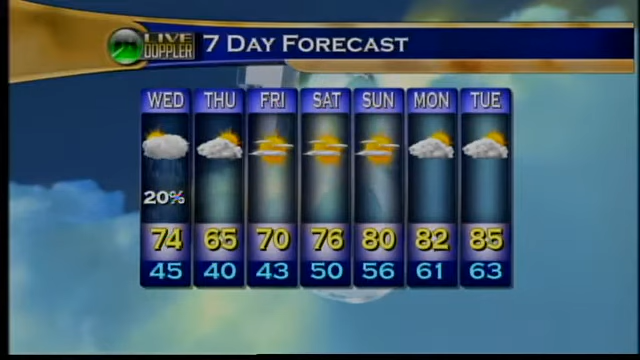 LIVE
DOPPLER
7 DAY FORECAST
WED THU FRI SAT SUN MON TUE
20%
74 65 70 76 80 82 85
45 40 43 50 56 61 63